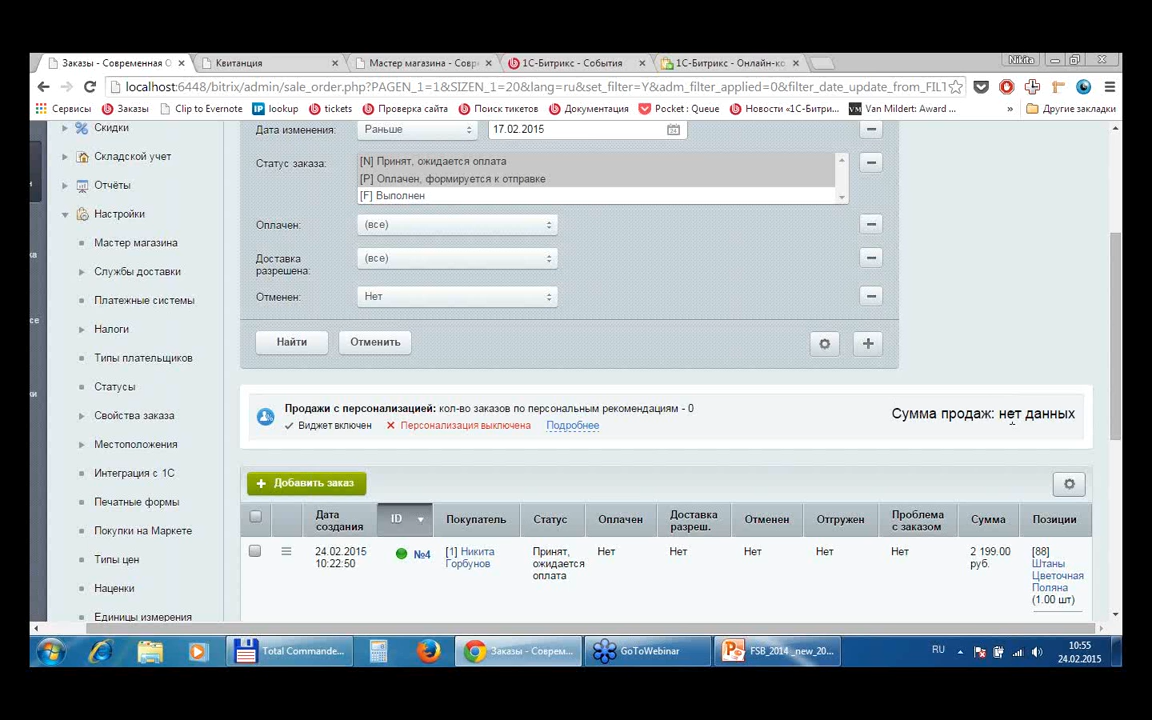 Заказы - Современная О
Квитанция
Мастер магазина - Совр
1С-Битрикс - События
1С-Битрикс - Онлайн-ко
Nikita
localhost:6448/bitrix/admin/sale_order.php?PAGEN_1=1&SIZEN_1=20&lang=ru&set_filter=Y&adm_filter_applied=0&filter_date_update_from_FILT
Сервисы
Заказы
Clip to Evernote
lookup
tickets
Проверка сайта
Поиск тикетов
Документация
Pocket : Queue
Новости «1С-Битри...
Van Mildert: Award ...
Другие закладки
Скидки
Складской учет
Отчёты
Настройки
Мастер магазина
Службы доставки
Платежные системы
Налоги
Типы плательщиков
Статусы
Свойства заказа
Местоположения
Интеграция с 1С
Печатные формы
Покупки на Маркете
Типы цен
Наценки
Единицы измерения
Дата изменения:
Раньше
17.02.2015
Статус заказа:
[N] Принят, ожидается оплата
[P] Оплачен, формируется к отправке
[F] Выполнен
Оплачен:
(все)
Доставка
разрешена:
(все)
Отменен:
Нет
Найти
Отменить
Продажи с персонализацией: кол-во заказов по персональным рекомендациям - 0
Виджет включен
Персонализация выключена
Подробнее
Сумма продаж: нет данных
Добавить заказ
Дата
создания
ID
Покупатель
Статус
Оплачен
Доставка
разреш.
Отменен
Отгружен
Проблема
с заказом
Сумма
Позиции
24.02.2015
10:22:50
№4
[1] Никита
Горбунов
Принят,
ожидается
оплата
Нет
Нет
Нет
Нет
Нет
2 199.00
руб.
[88]
Штаны
Цветочная
Поляна
(1.00 шт)
Total Commande...
Заказы - Соврем...
GoToWebinar
FSB_2014 _new_20...
RU
10:55
24.02.2015